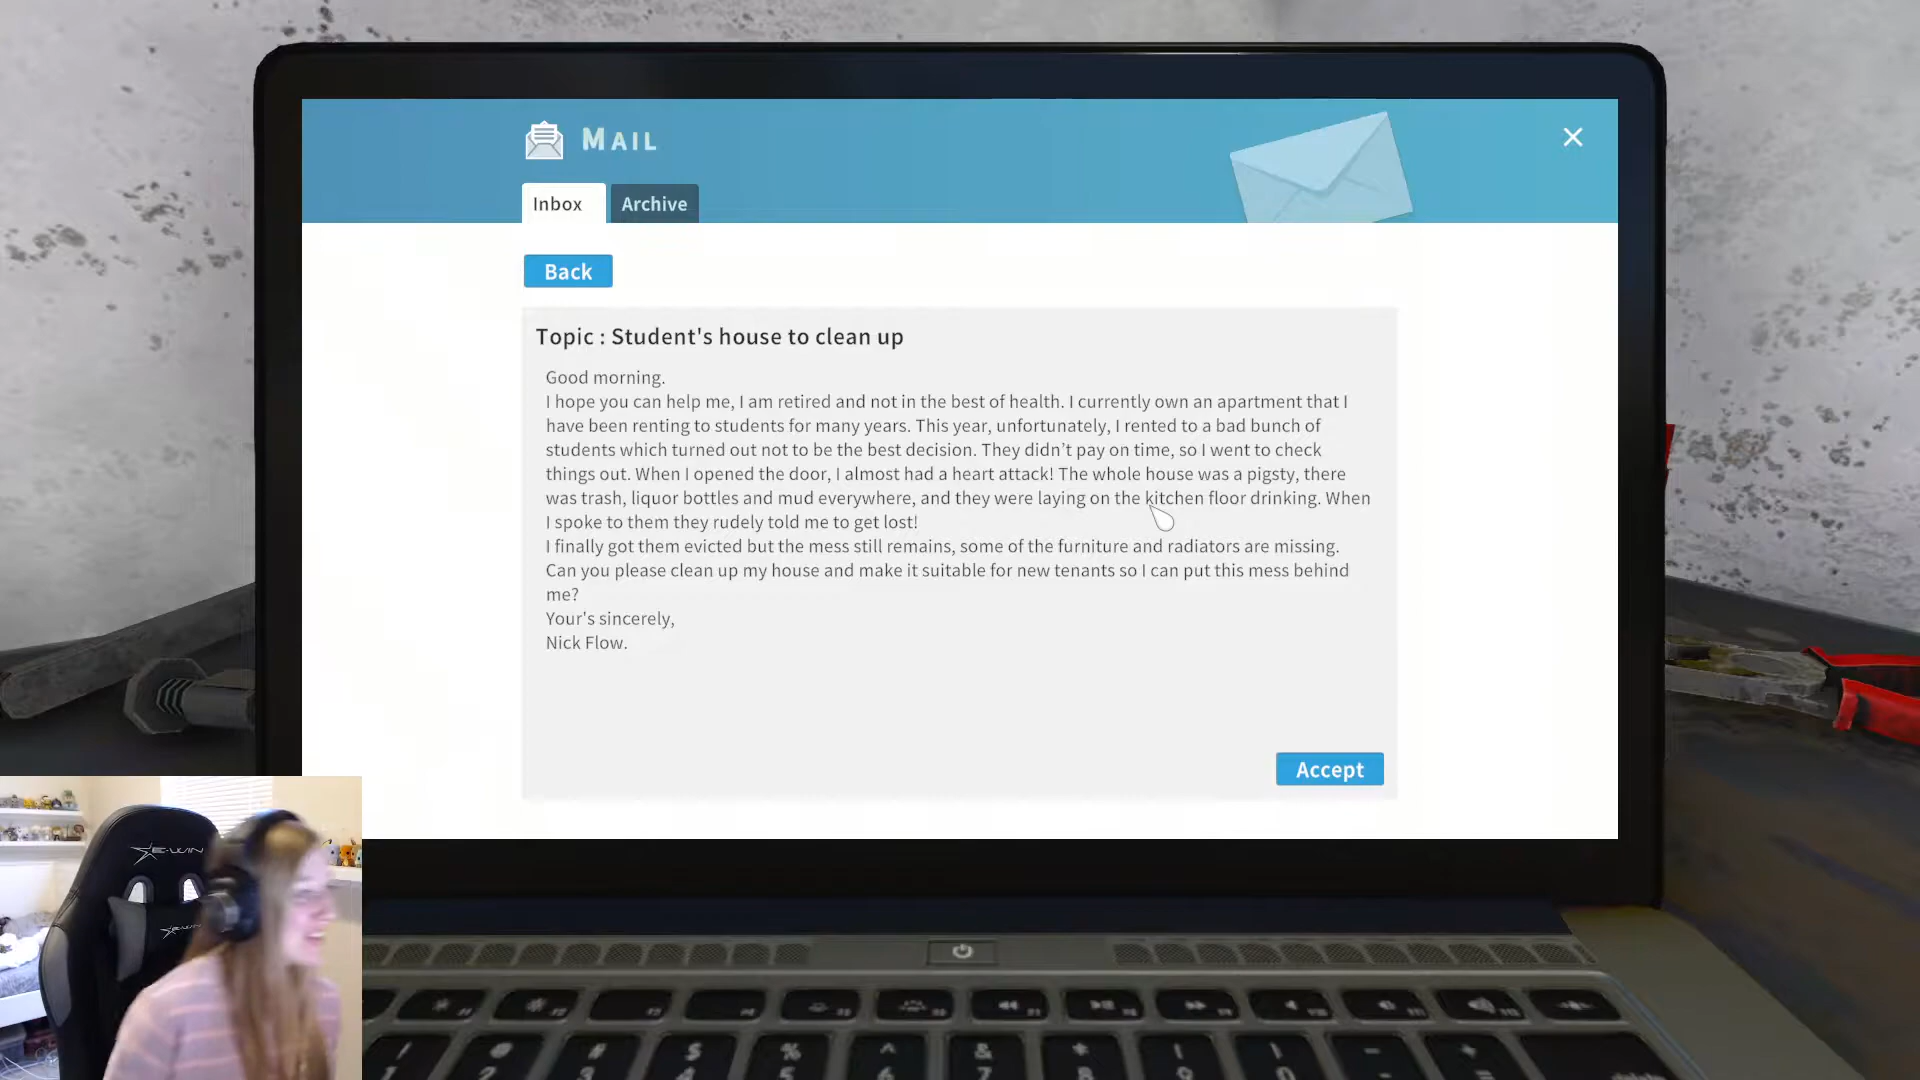 MAIL
Inbox
Archive
Back
Topic : Student's house to clean up
Good morning.
I hope you can help me, I am retired and not in the best of health. I currently own an apartment that I
have been renting to students for many years. This year, unfortunately, I rented to a bad bunch of
students which turned out not to be the best decision. They didn’t pay on time, so I went to check
things out. When I opened the door, I almost had a heart attack! The whole house was a pigsty, there
was trash, liquor bottles and mud everywhere, and they were laying on the kitchen floor drinking. When
I spoke to them they rudely told me to get lost!
I finally got them evicted but the mess still remains, some of the furniture and radiators are missing.
Can you please clean up my house and make it suitable for new tenants so I can put this mess behind
me?
Your's sincerely,
Nick Flow.
Accept
E-WIN